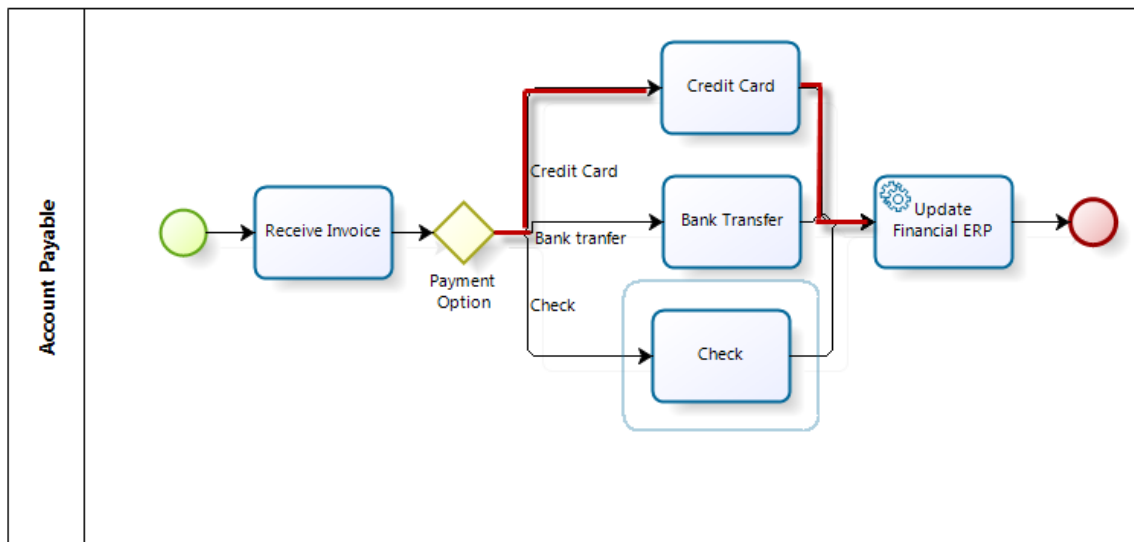 Account Payable
Receive Invoice
Payment
Option
Credit Card
Bank tranfer
Check
Credit Card
Bank Transfer
Check
Update
Financial ERP